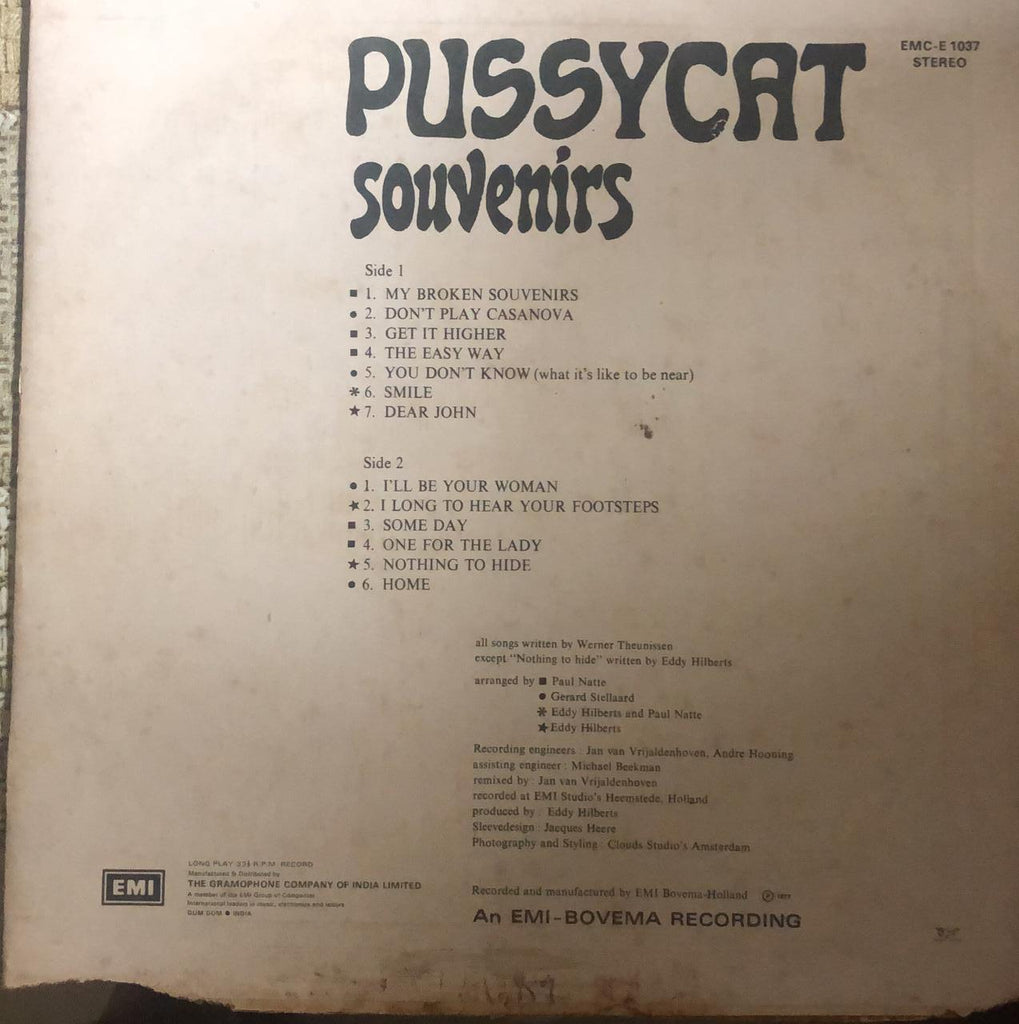 PUSSYCAT
EMC-E 1037
STEREO
souvenirs
Side 1
■ 1. MY BROKEN SOUVENIRS
● 2. DON'T PLAY CASANOVA
■ 3. GET IT HIGHER
■ 4. THE EASY WAY
● 5. YOU DON'T KNOW (what it's like to be near)
✲ 6. SMILE
★ 7. DEAR JOHN
Side 2
● 1. I'LL BE YOUR WOMAN
★ 2. I LONG TO HEAR YOUR FOOTSTEPS
■ 3. SOME DAY
■ 4. ONE FOR THE LADY
★ 5. NOTHING TO HIDE
● 6. HOME
all songs written by Werner Theunissen
except "Nothing to hide" written by Eddy Hilberts
arranged by ■ Paul Natte
● Gerard Stellaard
✲ Eddy Hilberts and Paul Natte
★ Eddy Hilberts
Recording engineers : Jan van Vrijaldenhoven, Andre Hooning
assisting engineer : Michael Beekman
remixed by : Jan van Vrijaldenhoven
recorded at EMI Studio's Heemstede, Holland
produced by : Eddy Hilberts
Sleevedesign : Jacques Heere
Photography and Styling : Clouds Studio's Amsterdam
EMI
LONG PLAY 33⅓ R.P.M. RECORD
Manufactured & Distributed by
THE GRAMOPHONE COMPANY OF INDIA LIMITED
A member of the EMI Group of Companies
International leaders in music, electronics and leisure
DUM DUM ● INDIA
Recorded and manufactured by EMI Bovema-Holland ℗ 1977
An EMI-BOVEMA RECORDING